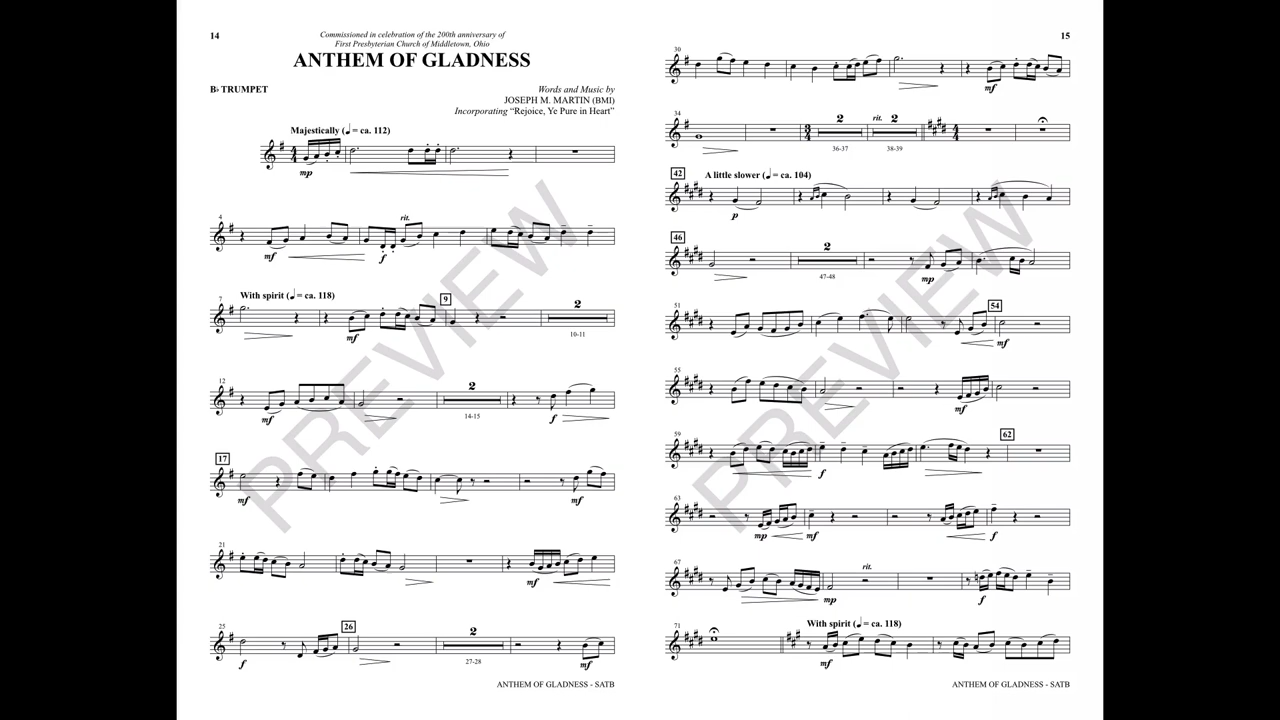 14
Commissioned in celebration of the 200th anniversary of
First Presbyterian Church of Middletown, Ohio
ANTHEM OF GLADNESS
B♭ TRUMPET
Words and Music by
JOSEPH M. MARTIN (BMI)
Incorporating “Rejoice, Ye Pure in Heart”
Majestically (♩ = ca. 112)
mp
4
rit.
mf
f
7
With spirit (♩ = ca. 118)
9
2
mf
10-11
12
2
mf
14-15
f
17
mf
mf
21
mf
25
26
2
f
27-28
mf
ANTHEM OF GLADNESS - SATB
PREVIEW
15
30
mf
34
2
rit.
2
36-37
38-39
42
A little slower (♩ = ca. 104)
p
46
2
47-48
mp
51
54
mf
55
mf
59
62
f
63
mp
mf
f
67
rit.
mp
f
71
With spirit (♩ = ca. 118)
mf
ANTHEM OF GLADNESS - SATB
PREVIEW